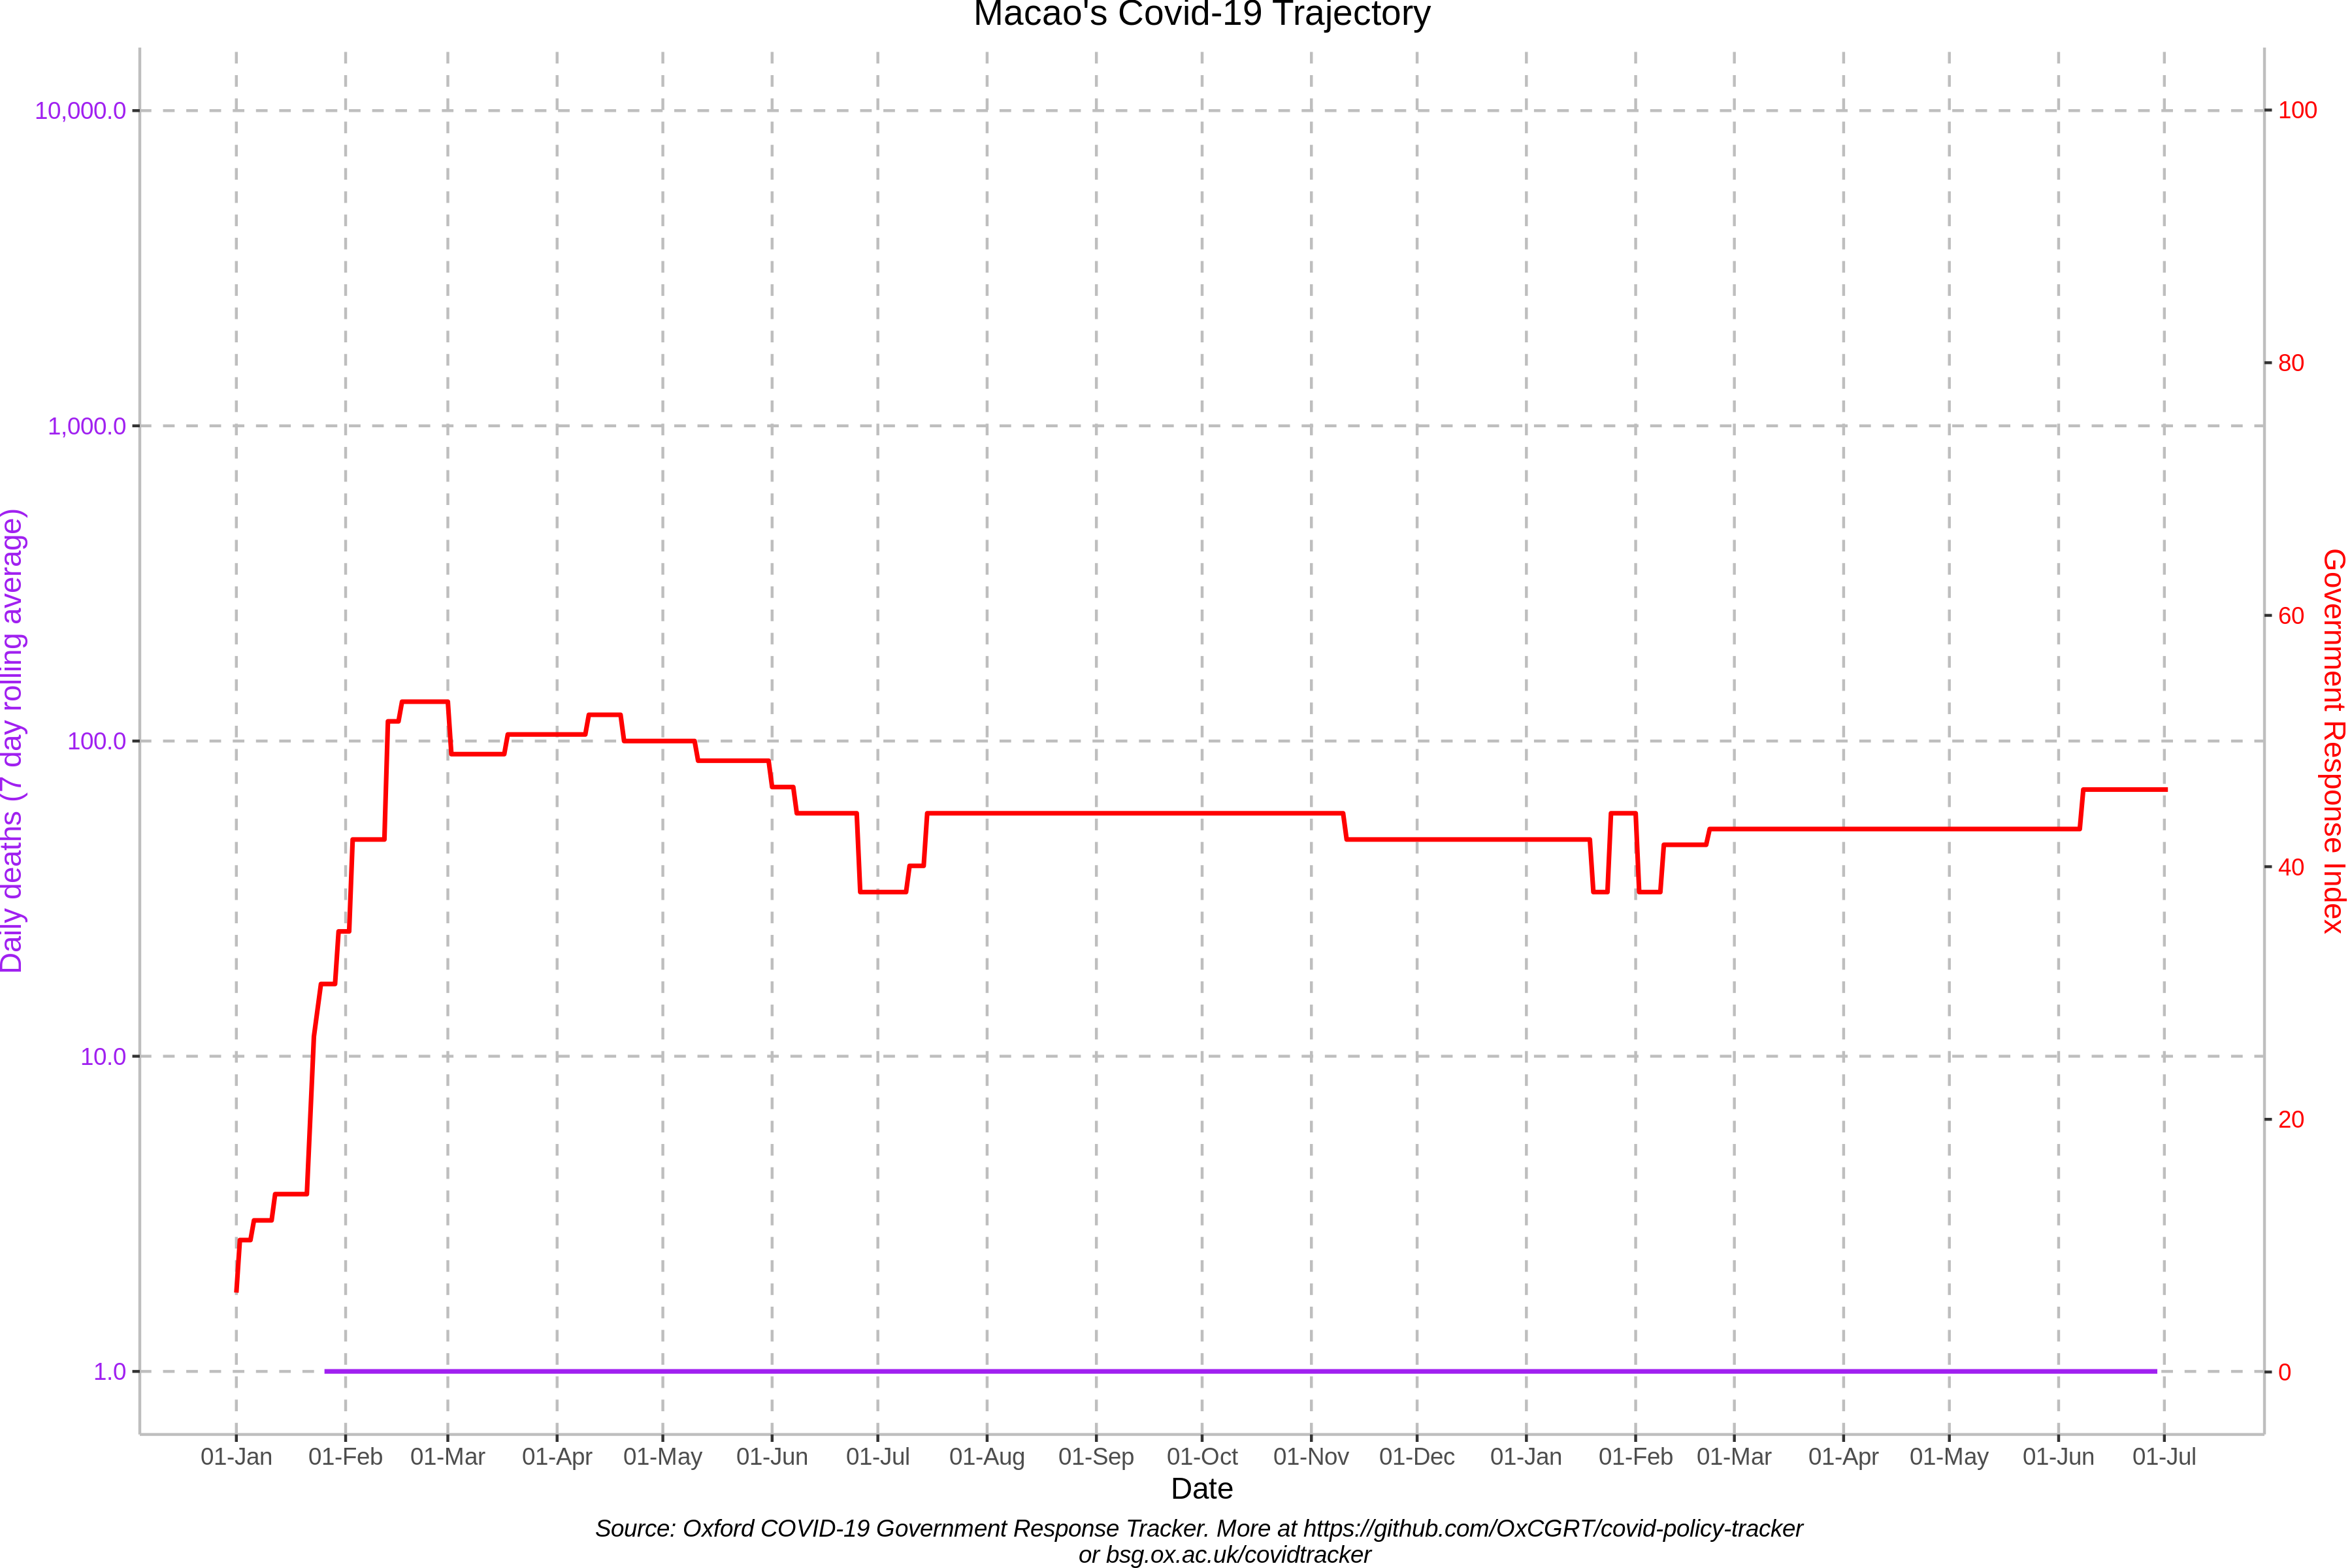 Macao's Covid-19 Trajectory
10,000.0
1,000.0
100.0
10.0
1.0
Daily deaths (7 day rolling average)
100
80
60
40
20
0
Government Response Index
01-Jan 01-Feb 01-Mar 01-Apr 01-May 01-Jun 01-Jul 01-Aug 01-Sep 01-Oct 01-Nov 01-Dec 01-Jan 01-Feb 01-Mar 01-Apr 01-May 01-Jun 01-Jul
Date
Source: Oxford COVID-19 Government Response Tracker. More at https://github.com/OxCGRT/covid-policy-tracker
or bsg.ox.ac.uk/covidtracker